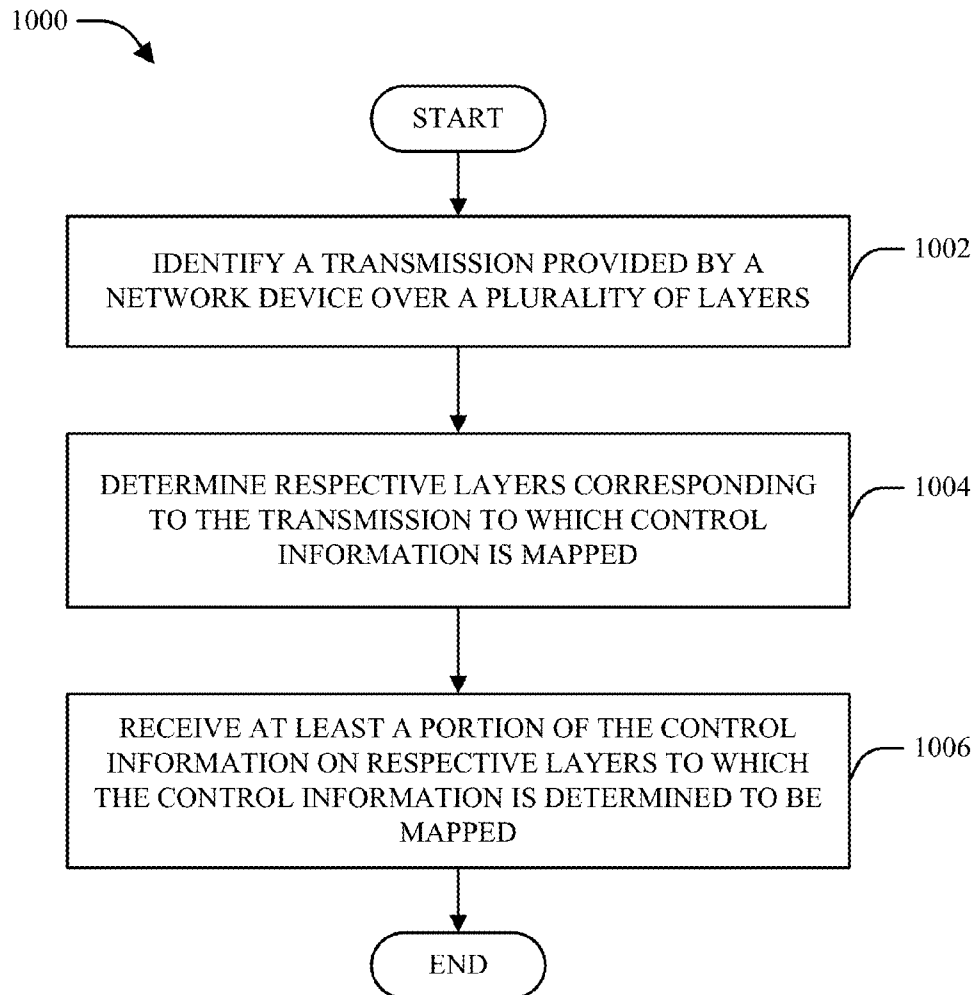 1000
START
IDENTIFY A TRANSMISSION PROVIDED BY A
NETWORK DEVICE OVER A PLURALITY OF LAYERS
1002
DETERMINE RESPECTIVE LAYERS CORRESPONDING
TO THE TRANSMISSION TO WHICH CONTROL
INFORMATION IS MAPPED
1004
RECEIVE AT LEAST A PORTION OF THE CONTROL
INFORMATION ON RESPECTIVE LAYERS TO WHICH
THE CONTROL INFORMATION IS DETERMINED TO BE
MAPPED
1006
END